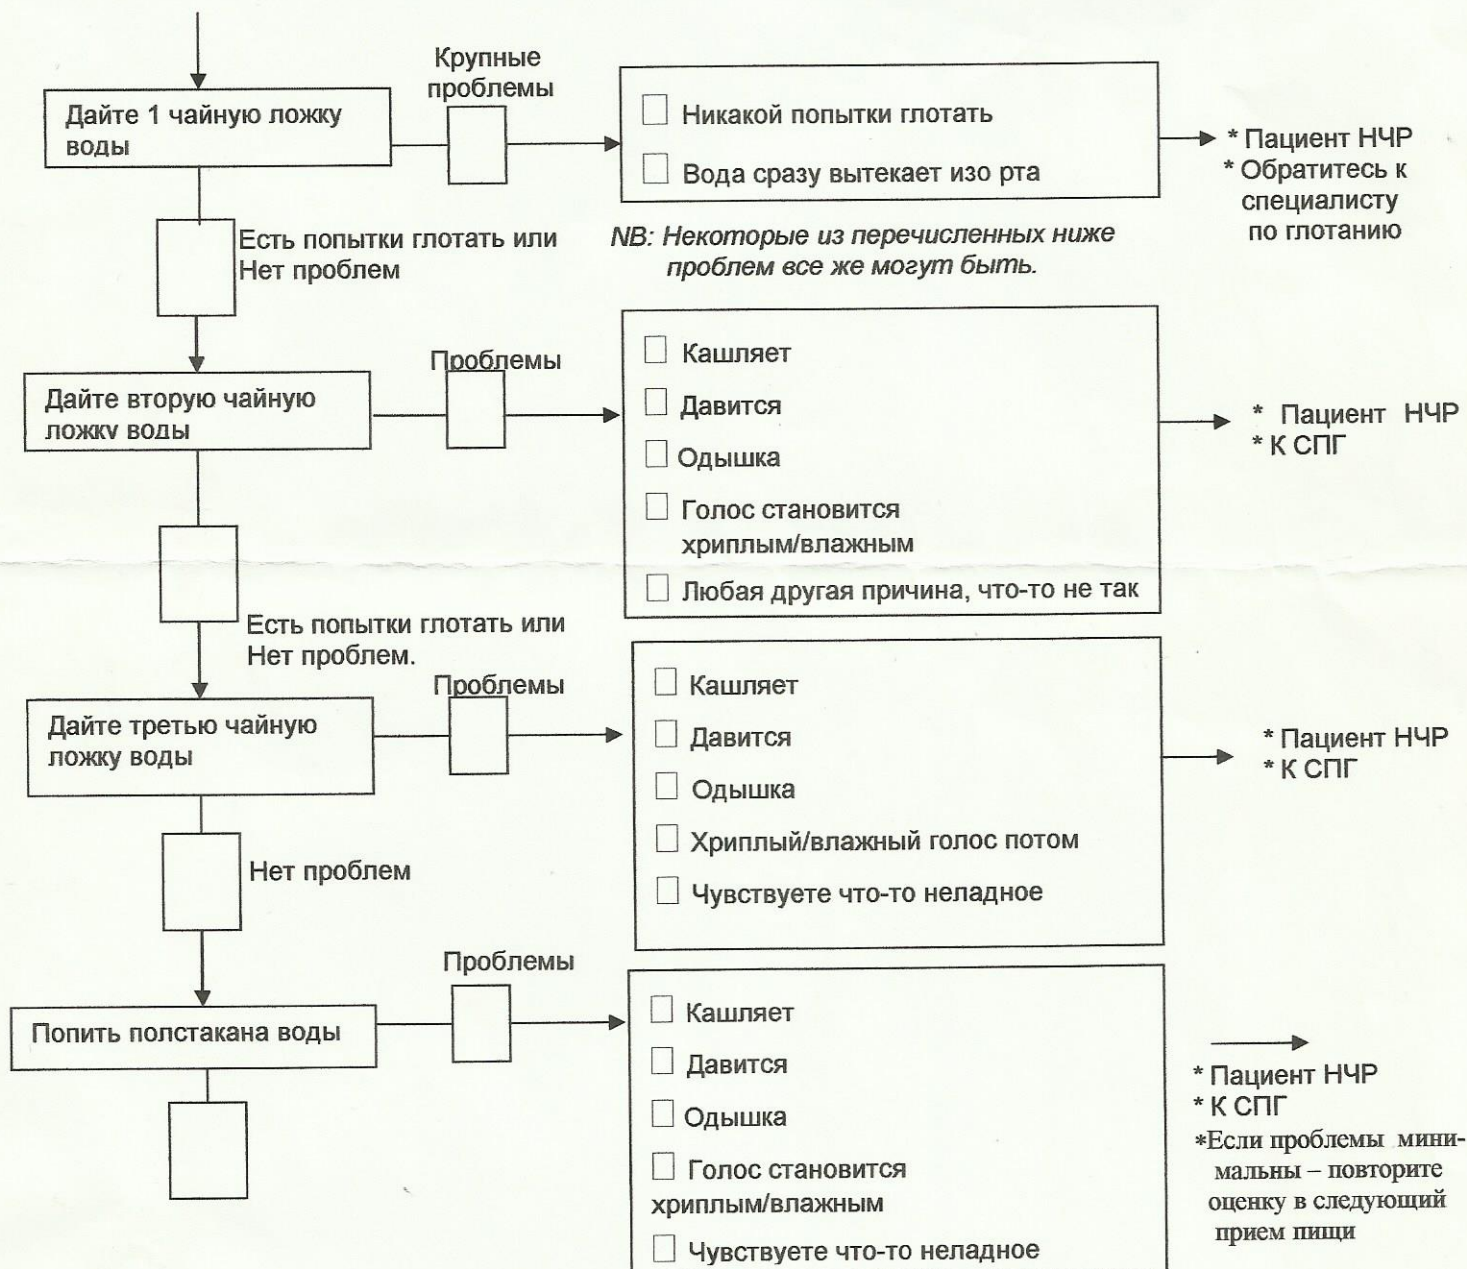 Крупные
проблемы
Дайте 1 чайную ложку
воды
Никакой попытки глотать
Вода сразу вытекает изо рта
* Пациент НЧР
* Обратитесь к
специалисту
по глотанию
Есть попытки глотать или
Нет проблем
NB: Некоторые из перечисленных ниже
проблем все же могут быть.
Проблемы
Дайте вторую чайную
ложку воды
Кашляет
Давится
Одышка
Голос становится
хриплым/влажным
Любая другая причина, что-то не так
* Пациент НЧР
* К СПГ
Есть попытки глотать или
Нет проблем.
Проблемы
Дайте третью чайную
ложку воды
Кашляет
Давится
Одышка
Хриплый/влажный голос потом
Чувствуете что-то неладное
* Пациент НЧР
* К СПГ
Нет проблем
Проблемы
Попить полстакана воды
Кашляет
Давится
Одышка
Голос становится
хриплым/влажным
Чувствуете что-то неладное
* Пациент НЧР
* К СПГ
*Если проблемы мини-
мальны – повторите
оценку в следующий
прием пищи